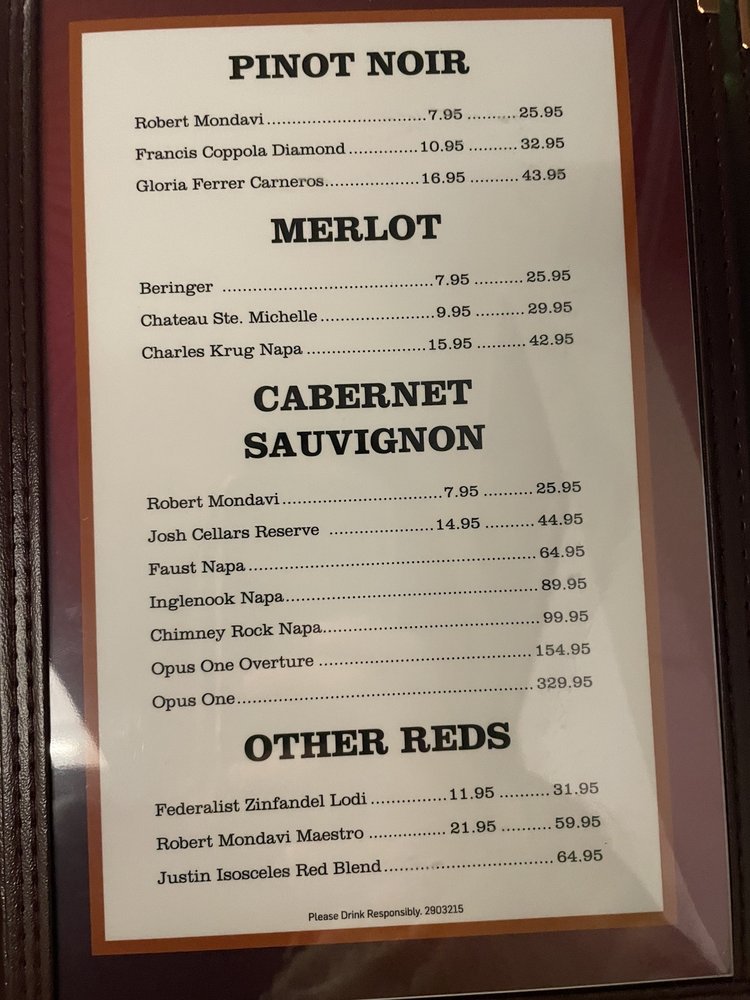 PINOT NOIR
Robert Mondavi................................7.95 ..........25.95
Francis Coppola Diamond..............10.95 ..........32.95
Gloria Ferrer Carneros...................16.95 ..........43.95
MERLOT
Beringer ..........................................7.95 ..........25.95
Chateau Ste. Michelle.......................9.95 ..........29.95
Charles Krug Napa........................15.95 ..........42.95
CABERNET
SAUVIGNON
Robert Mondavi................................7.95 ..........25.95
Josh Cellars Reserve .....................14.95 ..........44.95
Faust Napa..........................................................64.95
Inglenook Napa...................................................89.95
Chimney Rock Napa............................................99.95
Opus One Overture ...........................................154.95
Opus One...........................................................329.95
OTHER REDS
Federalist Zinfandel Lodi...............11.95 ..........31.95
Robert Mondavi Maestro ............... 21.95 ..........59.95
Justin Isosceles Red Blend..................................64.95
Please Drink Responsibly. 2903215